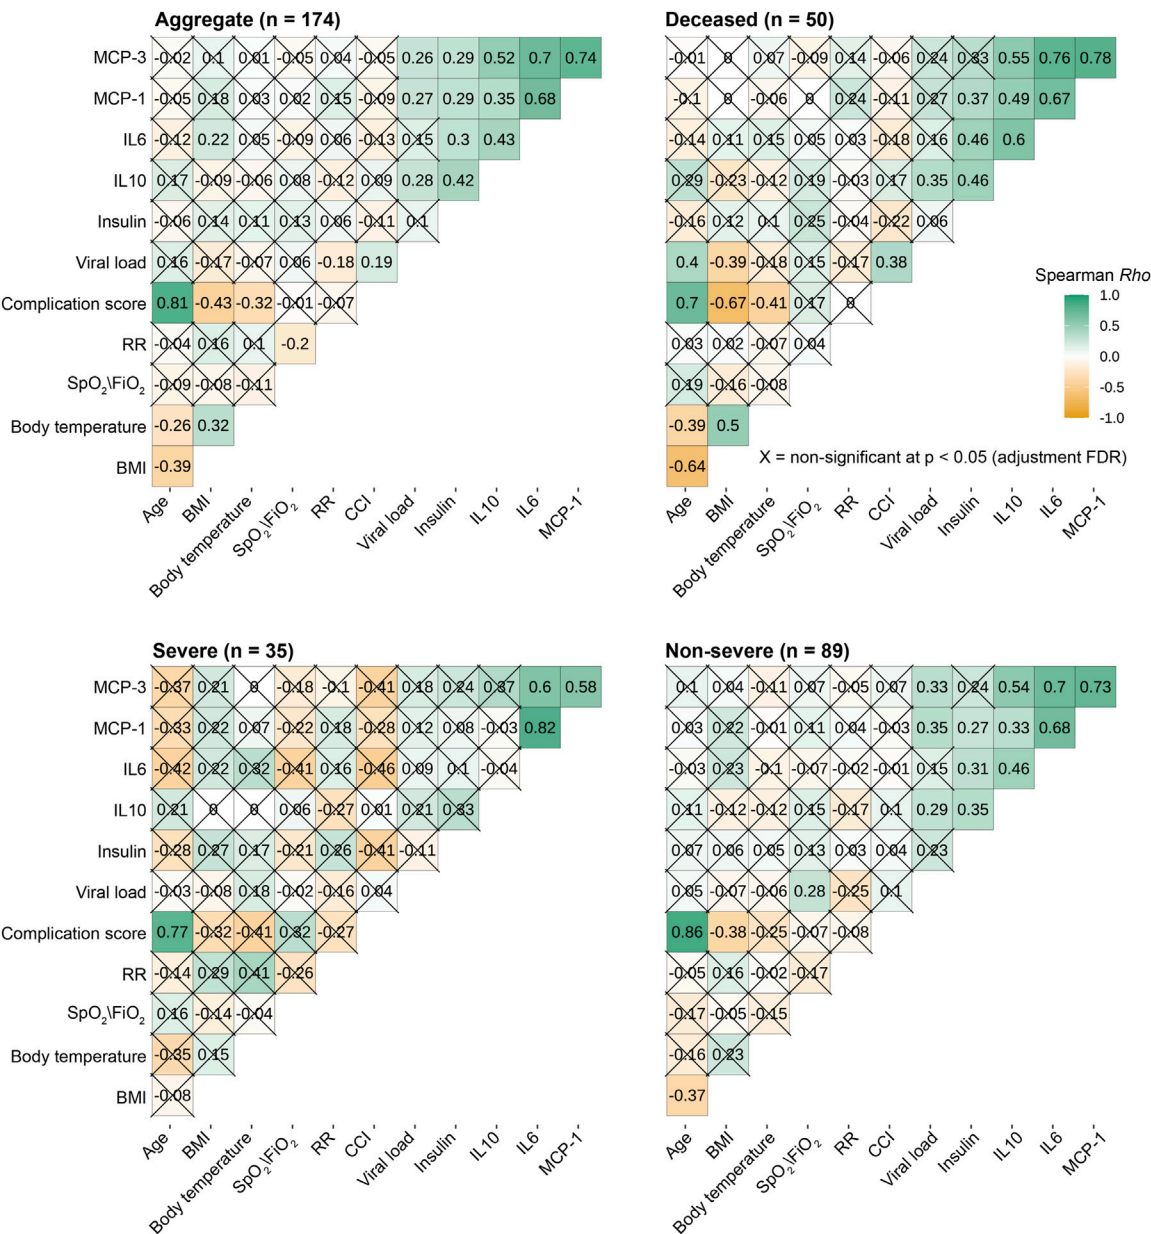 Aggregate (n = 174)
MCP-3 -0.02 0.1 0.01 -0.05 0.04 -0.05 0.26 0.29 0.52 0.7 0.74
MCP-1 -0.05 0.18 0.03 0.02 0.15 -0.09 0.27 0.29 0.35 0.68
IL6 -0.12 0.22 0.05 -0.09 0.06 -0.13 0.15 0.3 0.43
IL10 0.17 -0.09 -0.06 0.08 -0.12 0.09 0.28 0.42
Insulin -0.06 0.14 0.11 0.13 0.06 -0.11 0.1
Viral load 0.16 -0.17 -0.07 0.06 -0.18 0.19
Complication score 0.81 -0.43 -0.32 -0.01 -0.07
RR -0.04 0.16 0.1 -0.2
SpO₂\FiO₂ -0.09 -0.08 -0.11
Body temperature -0.26 0.32
BMI -0.39
Age BMI Body temperature SpO₂\FiO₂ RR CCI Viral load Insulin IL10 IL6 MCP-1
Deceased (n = 50)
-0.01 0 0.07 -0.09 0.14 -0.06 0.24 0.33 0.55 0.76 0.78
-0.1 0 -0.06 0 0.24 -0.11 0.27 0.37 0.49 0.67
-0.14 0.11 0.15 0.05 0.03 -0.18 0.16 0.46 0.6
0.29 -0.23 -0.12 0.19 -0.03 0.17 0.35 0.46
-0.16 0.12 0.1 0.25 -0.04 -0.22 0.06
0.4 -0.39 -0.18 0.15 -0.17 0.38
0.7 -0.67 -0.41 0.17 0
0.03 0.02 -0.07 0.04
0.19 -0.16 -0.08
-0.39 0.5
-0.64
Age BMI Body temperature SpO₂\FiO₂ RR CCI Viral load Insulin IL10 IL6 MCP-1
Spearman Rho
1.0
0.5
0.0
-0.5
-1.0
X = non-significant at p < 0.05 (adjustment FDR)
Severe (n = 35)
MCP-3 -0.37 0.21 0 -0.18 -0.1 -0.41 0.18 0.24 0.37 0.6 0.58
MCP-1 -0.33 0.22 0.07 -0.22 0.18 -0.28 0.12 0.08 -0.03 0.82
IL6 -0.42 0.22 0.32 -0.41 0.16 -0.46 0.09 0.1 -0.04
IL10 0.21 0 0 0.06 -0.27 0.01 0.21 0.33
Insulin -0.28 0.27 0.17 -0.21 0.26 -0.41 -0.11
Viral load -0.03 -0.08 0.18 -0.02 -0.16 0.04
Complication score 0.77 -0.32 -0.41 0.32 -0.27
RR -0.14 0.29 0.41 -0.26
SpO₂\FiO₂ 0.16 -0.14 -0.04
Body temperature -0.35 0.15
BMI -0.08
Age BMI Body temperature SpO₂\FiO₂ RR CCI Viral load Insulin IL10 IL6 MCP-1
Non-severe (n = 89)
0.1 0.04 -0.11 0.07 -0.05 0.07 0.33 0.24 0.54 0.7 0.73
0.03 0.22 -0.01 0.11 0.04 -0.03 0.35 0.27 0.33 0.68
-0.03 0.23 -0.1 -0.07 -0.02 -0.01 0.15 0.31 0.46
0.11 -0.12 -0.12 0.15 -0.17 0.1 0.29 0.35
0.07 0.06 0.05 0.13 0.03 0.04 0.23
0.05 -0.07 -0.06 0.28 -0.25 0.1
0.86 -0.38 -0.25 -0.07 -0.08
-0.05 0.16 -0.02 -0.17
-0.17 -0.05 -0.15
-0.16 0.23
-0.37
Age BMI Body temperature SpO₂\FiO₂ RR CCI Viral load Insulin IL10 IL6 MCP-1